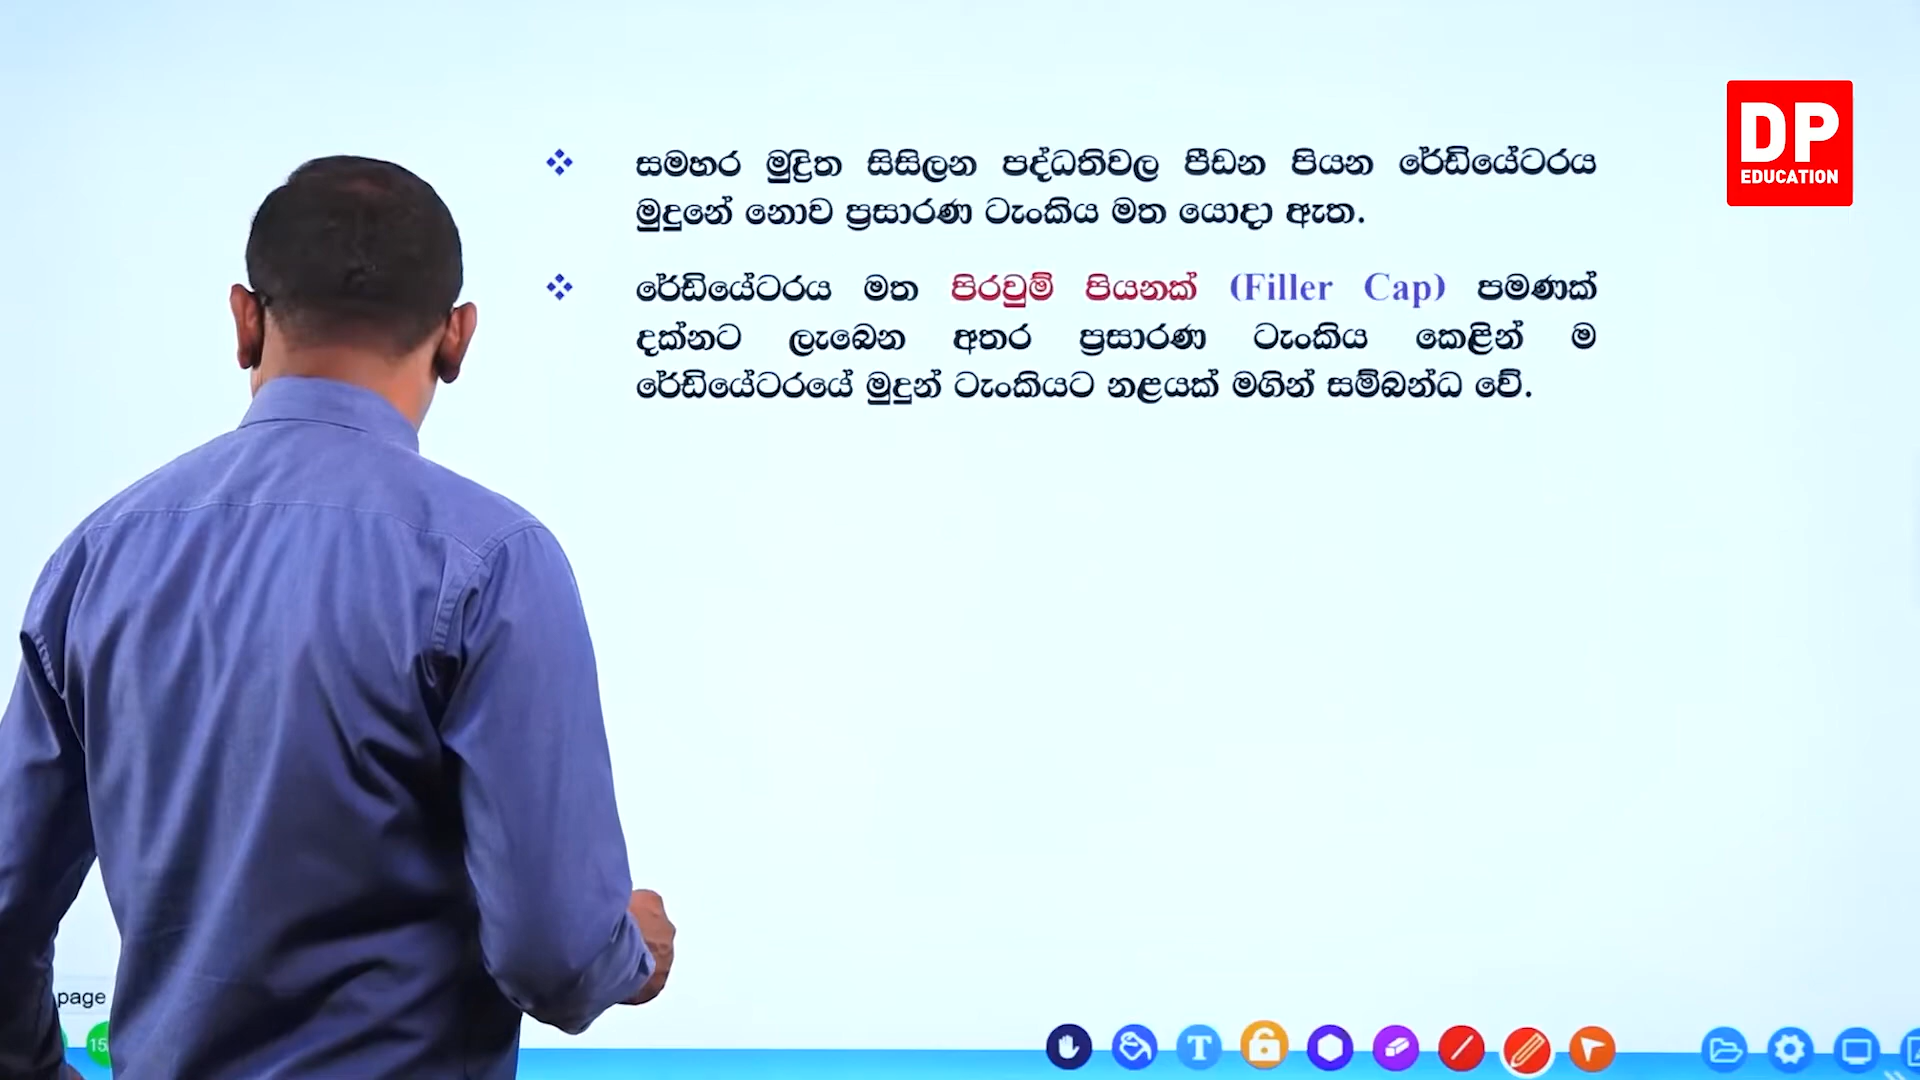 සමහර මුද්‍රිත සිසිලන පද්ධතිවල පීඩන පියන රේඩියේටරය
මුදුනේ නොව ප්‍රසාරණ ටැංකිය මත යොදා ඇත.
රේඩියේටරය මත පිරවුම් පියනක් (Filler Cap) පමණක්
දක්නට ලැබෙන අතර ප්‍රසාරණ ටැංකිය කෙළින් ම
රේඩියේටරයේ මුදුන් ටැංකියට නළයක් මගින් සම්බන්ධ වේ.
DP
EDUCATION
page
15
T